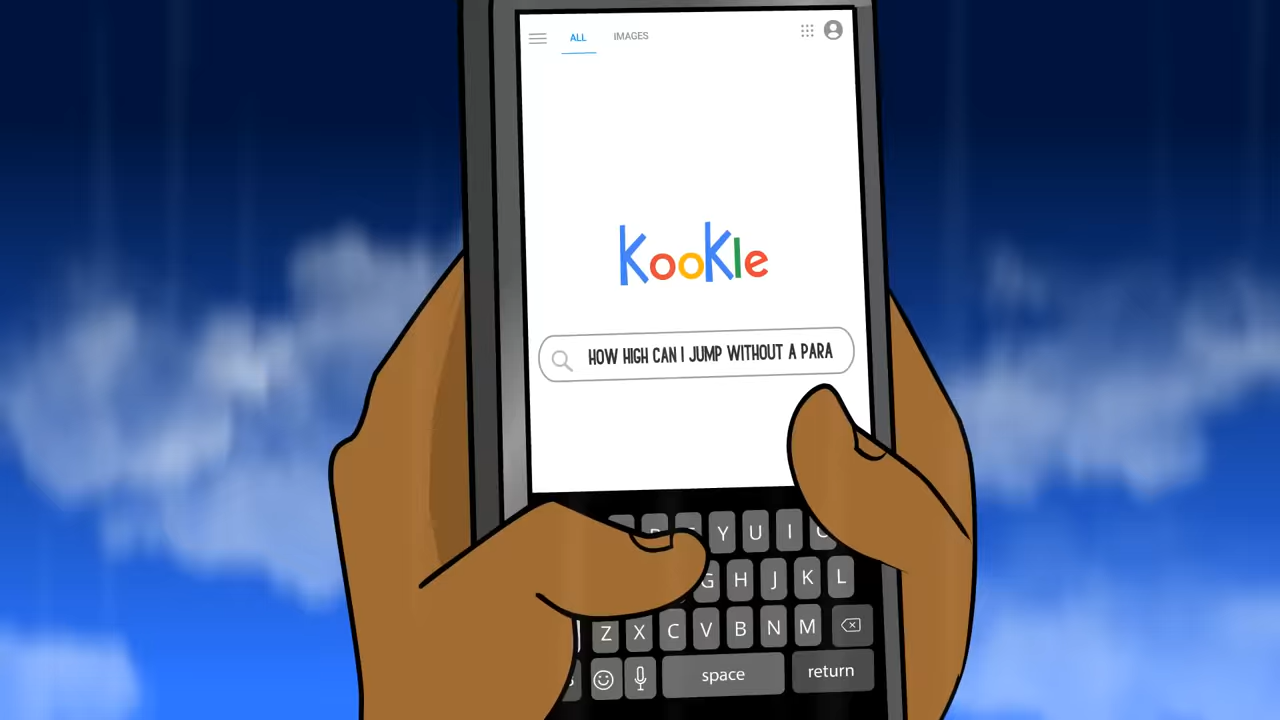 ALL IMAGES
KooKle
HOW HIGH CAN I JUMP WITHOUT A PARA
Y U I
G H J K L
Z X C V B N M
space return